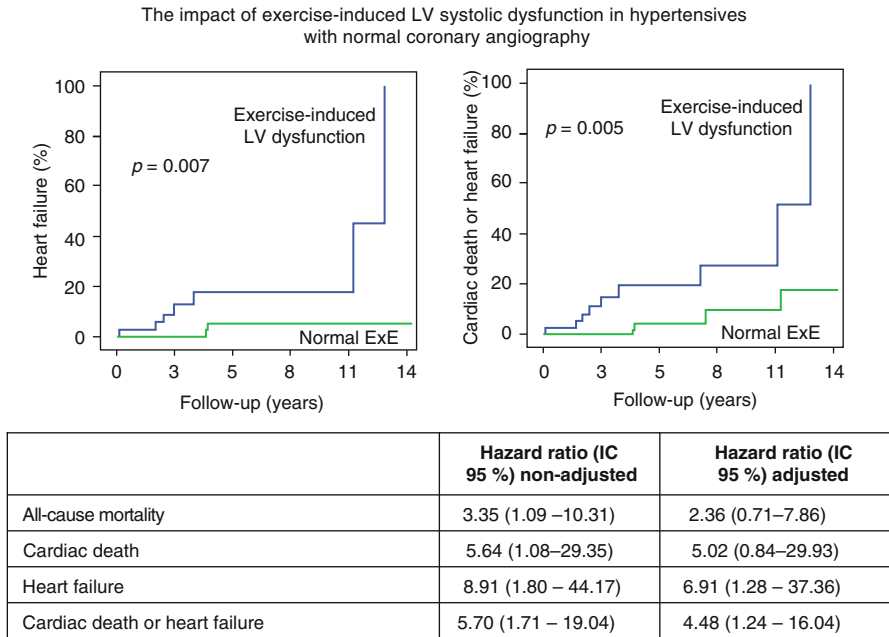 The impact of exercise-induced LV systolic dysfunction in hypertensives
with normal coronary angiography
Heart failure (%)
100
80
60
40
20
0
Exercise-induced
LV dysfunction
p = 0.007
Normal ExE
0 3 5 8 11 14
Follow-up (years)
Cardiac death or heart failure (%)
100
80
60
40
20
0
Exercise-induced
LV dysfunction
p = 0.005
Normal ExE
0 3 5 8 11 14
Follow-up (years)
Hazard ratio (IC
95 %) non-adjusted
Hazard ratio (IC
95 %) adjusted
All-cause mortality 3.35 (1.09 –10.31) 2.36 (0.71–7.86)
Cardiac death 5.64 (1.08–29.35) 5.02 (0.84–29.93)
Heart failure 8.91 (1.80 – 44.17) 6.91 (1.28 – 37.36)
Cardiac death or heart failure 5.70 (1.71 – 19.04) 4.48 (1.24 – 16.04)